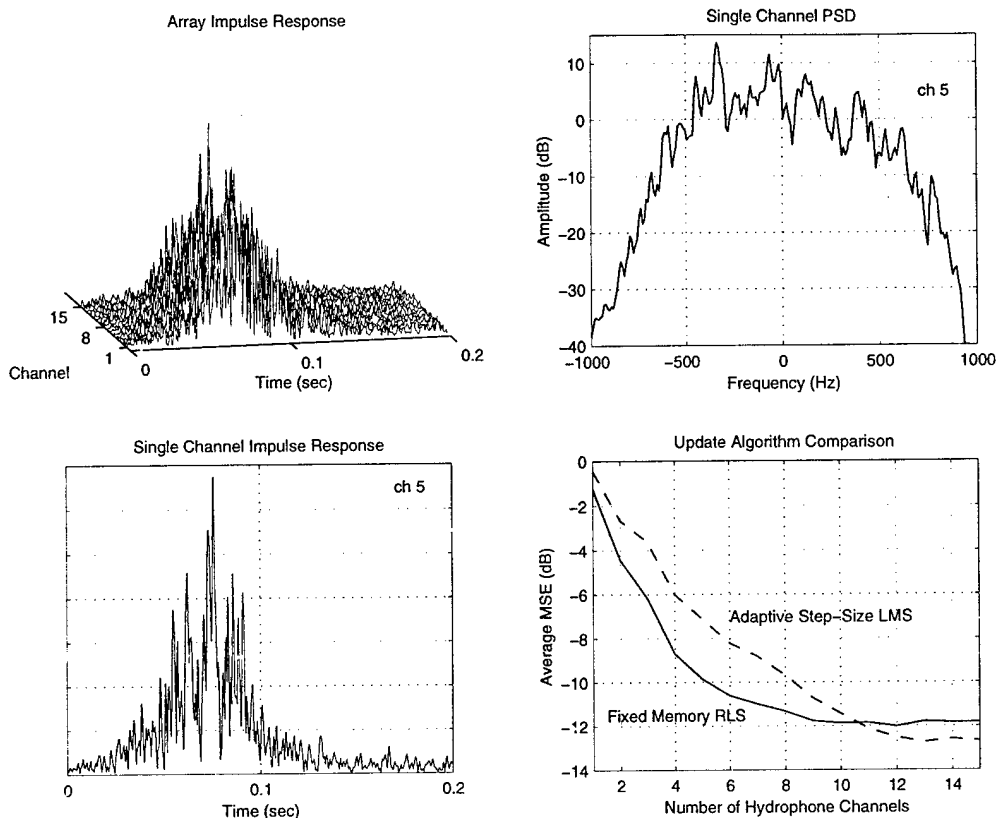 Array Impulse Response
15
8
1
Channel
0
0.1
0.2
Time (sec)
Single Channel PSD
ch 5
10
0
−10
−20
−30
−40
Amplitude (dB)
−1000
−500
0
500
1000
Frequency (Hz)
Single Channel Impulse Response
ch 5
0
0.1
0.2
Time (sec)
Update Algorithm Comparison
0
−2
−4
−6
−8
−10
−12
−14
Average MSE (dB)
Adaptive Step−Size LMS
Fixed Memory RLS
2
4
6
8
10
12
14
Number of Hydrophone Channels